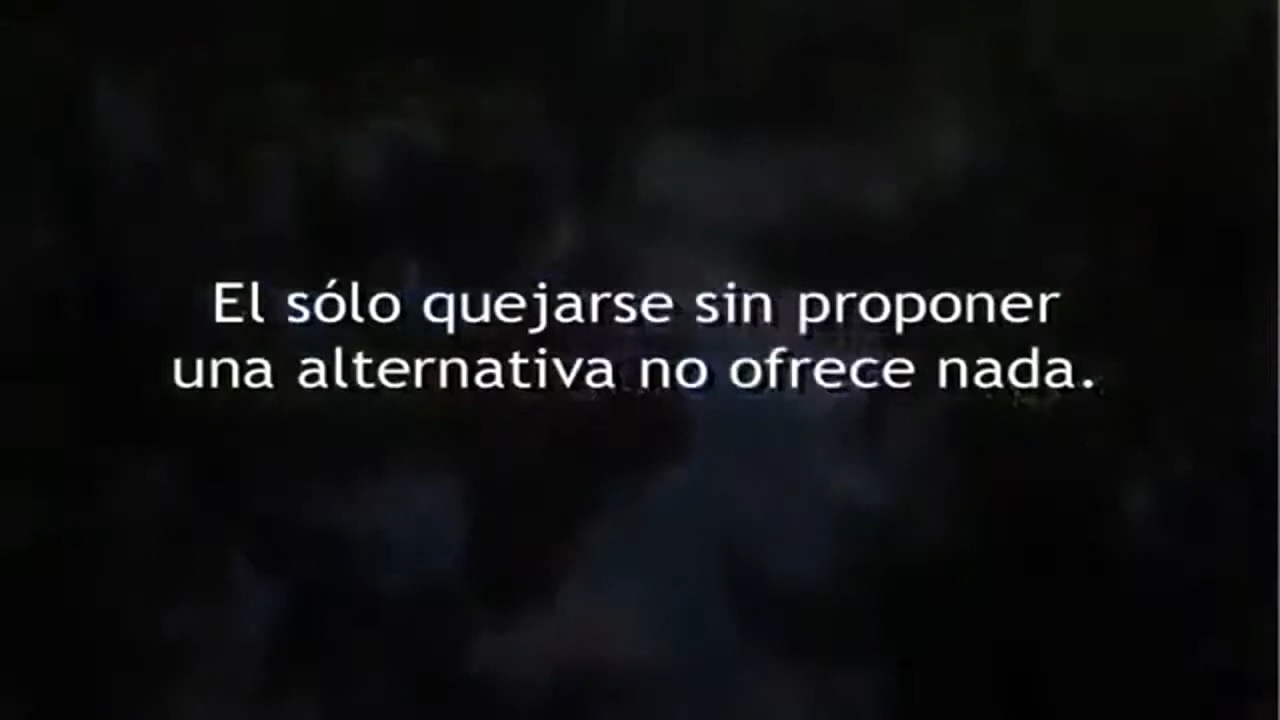 El sólo quejarse sin proponer
una alternativa no ofrece nada.